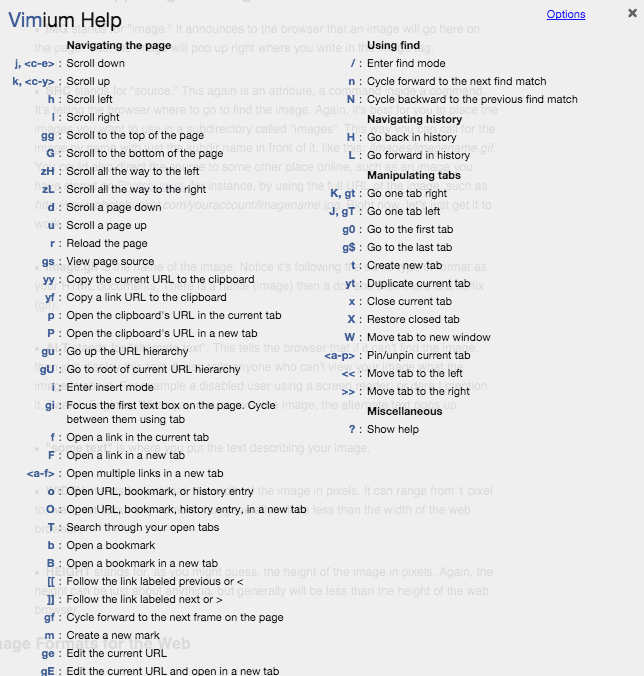 Vimium Help
Options
×
Navigating the page
j, <c-e> : Scroll down
k, <c-y> : Scroll up
h : Scroll left
l : Scroll right
gg : Scroll to the top of the page
G : Scroll to the bottom of the page
zH : Scroll all the way to the left
zL : Scroll all the way to the right
d : Scroll a page down
u : Scroll a page up
r : Reload the page
gs : View page source
yy : Copy the current URL to the clipboard
yf : Copy a link URL to the clipboard
p : Open the clipboard's URL in the current tab
P : Open the clipboard's URL in a new tab
gu : Go up the URL hierarchy
gU : Go to root of current URL hierarchy
i : Enter insert mode
gi : Focus the first text box on the page. Cycle
between them using tab
f : Open a link in the current tab
F : Open a link in a new tab
<a-f> : Open multiple links in a new tab
o : Open URL, bookmark, or history entry
O : Open URL, bookmark, history entry, in a new tab
T : Search through your open tabs
b : Open a bookmark
B : Open a bookmark in a new tab
[[ : Follow the link labeled previous or <
]] : Follow the link labeled next or >
gf : Cycle forward to the next frame on the page
m : Create a new mark
ge : Edit the current URL
gE : Edit the current URL and open in a new tab
Using find
/ : Enter find mode
n : Cycle forward to the next find match
N : Cycle backward to the previous find match
Navigating history
H : Go back in history
L : Go forward in history
Manipulating tabs
K, gt : Go one tab right
J, gT : Go one tab left
g0 : Go to the first tab
g$ : Go to the last tab
t : Create new tab
yt : Duplicate current tab
x : Close current tab
X : Restore closed tab
W : Move tab to new window
<a-p> : Pin/unpin current tab
<< : Move tab to the left
>> : Move tab to the right
Miscellaneous
? : Show help